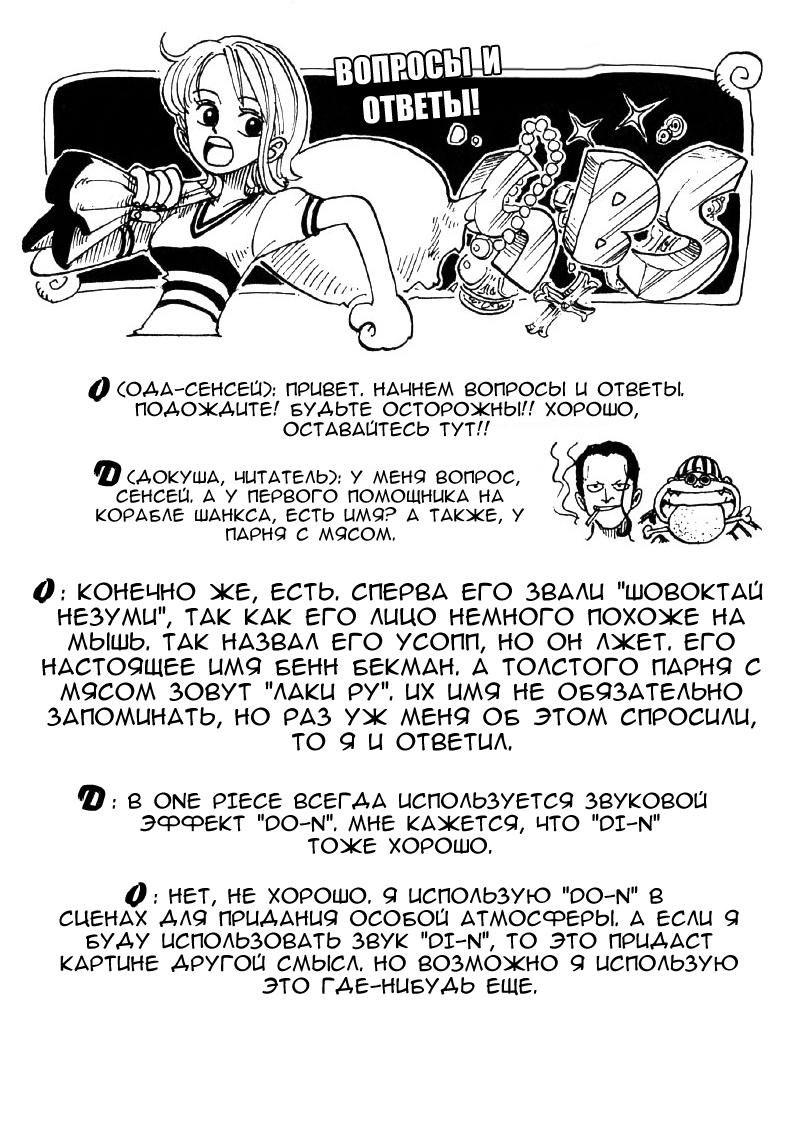 ВОПРОСЫ И
ОТВЕТЫ!
SBS
O (ОДА-СЕНСЕЙ): ПРИВЕТ. НАЧНЕМ ВОПРОСЫ И ОТВЕТЫ.
ПОДОЖДИТЕ! БУДЬТЕ ОСТОРОЖНЫ!! ХОРОШО,
ОСТАВАЙТЕСЬ ТУТ!!
D (ДОКУША, ЧИТАТЕЛЬ): У МЕНЯ ВОПРОС,
СЕНСЕЙ. А У ПЕРВОГО ПОМОЩНИКА НА
КОРАБЛЕ ШАНКСА, ЕСТЬ ИМЯ? А ТАКЖЕ, У
ПАРНЯ С МЯСОМ.
O: КОНЕЧНО ЖЕ, ЕСТЬ. СПЕРВА ЕГО ЗВАЛИ "ШОВОКТАЙ
НЕЗУМИ", ТАК КАК ЕГО ЛИЦО НЕМНОГО ПОХОЖЕ НА
МЫШЬ. ТАК НАЗВАЛ ЕГО УСОПП, НО ОН ЛЖЕТ. ЕГО
НАСТОЯЩЕЕ ИМЯ БЕНН БЕКМАН. А ТОЛСТОГО ПАРНЯ С
МЯСОМ ЗОВУТ "ЛАКИ РУ". ИХ ИМЯ НЕ ОБЯЗАТЕЛЬНО
ЗАПОМИНАТЬ, НО РАЗ УЖ МЕНЯ ОБ ЭТОМ СПРОСИЛИ,
ТО Я И ОТВЕТИЛ.
D: В ONE PIECE ВСЕГДА ИСПОЛЬЗУЕТСЯ ЗВУКОВОЙ
ЭФФЕКТ "DO-N". МНЕ КАЖЕТСЯ, ЧТО "DI-N"
ТОЖЕ ХОРОШО.
O: НЕТ, НЕ ХОРОШО. Я ИСПОЛЬЗУЮ "DO-N" В
СЦЕНАХ ДЛЯ ПРИДАНИЯ ОСОБОЙ АТМОСФЕРЫ. А ЕСЛИ Я
БУДУ ИСПОЛЬЗОВАТЬ ЗВУК "DI-N", ТО ЭТО ПРИДАСТ
КАРТИНЕ ДРУГОЙ СМЫСЛ. НО ВОЗМОЖНО Я ИСПОЛЬЗУЮ
ЭТО ГДЕ-НИБУДЬ ЕЩЕ.